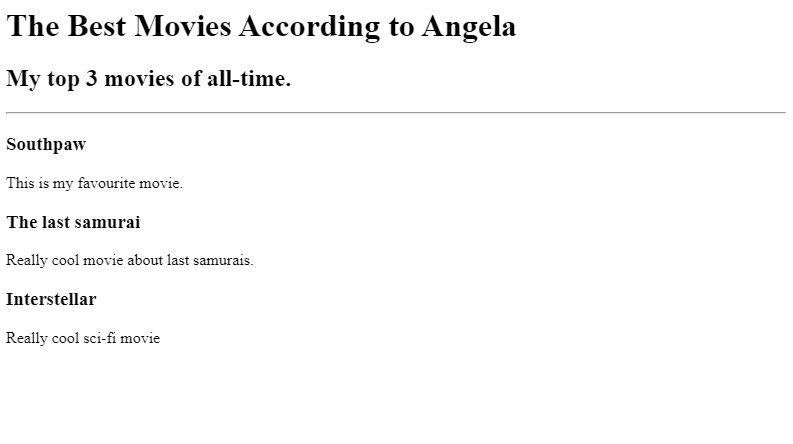 The Best Movies According to Angela
My top 3 movies of all-time.
Southpaw
This is my favourite movie.
The last samurai
Really cool movie about last samurais.
Interstellar
Really cool sci-fi movie